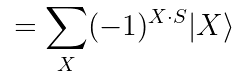 = \sum_{X} (-1)^{X \cdot S} |X\rangle